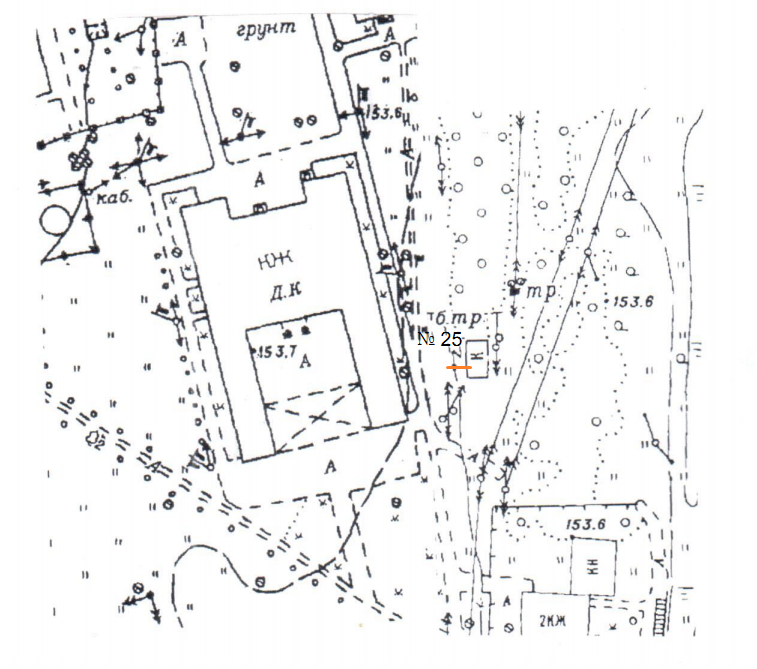 грунт
А
А
153.6
А
каб.
КЖ
Д.К
153.7
А
б.тр.
тр.
153.6
№ 25
К
А
153.6
КН
А
2КЖ
к